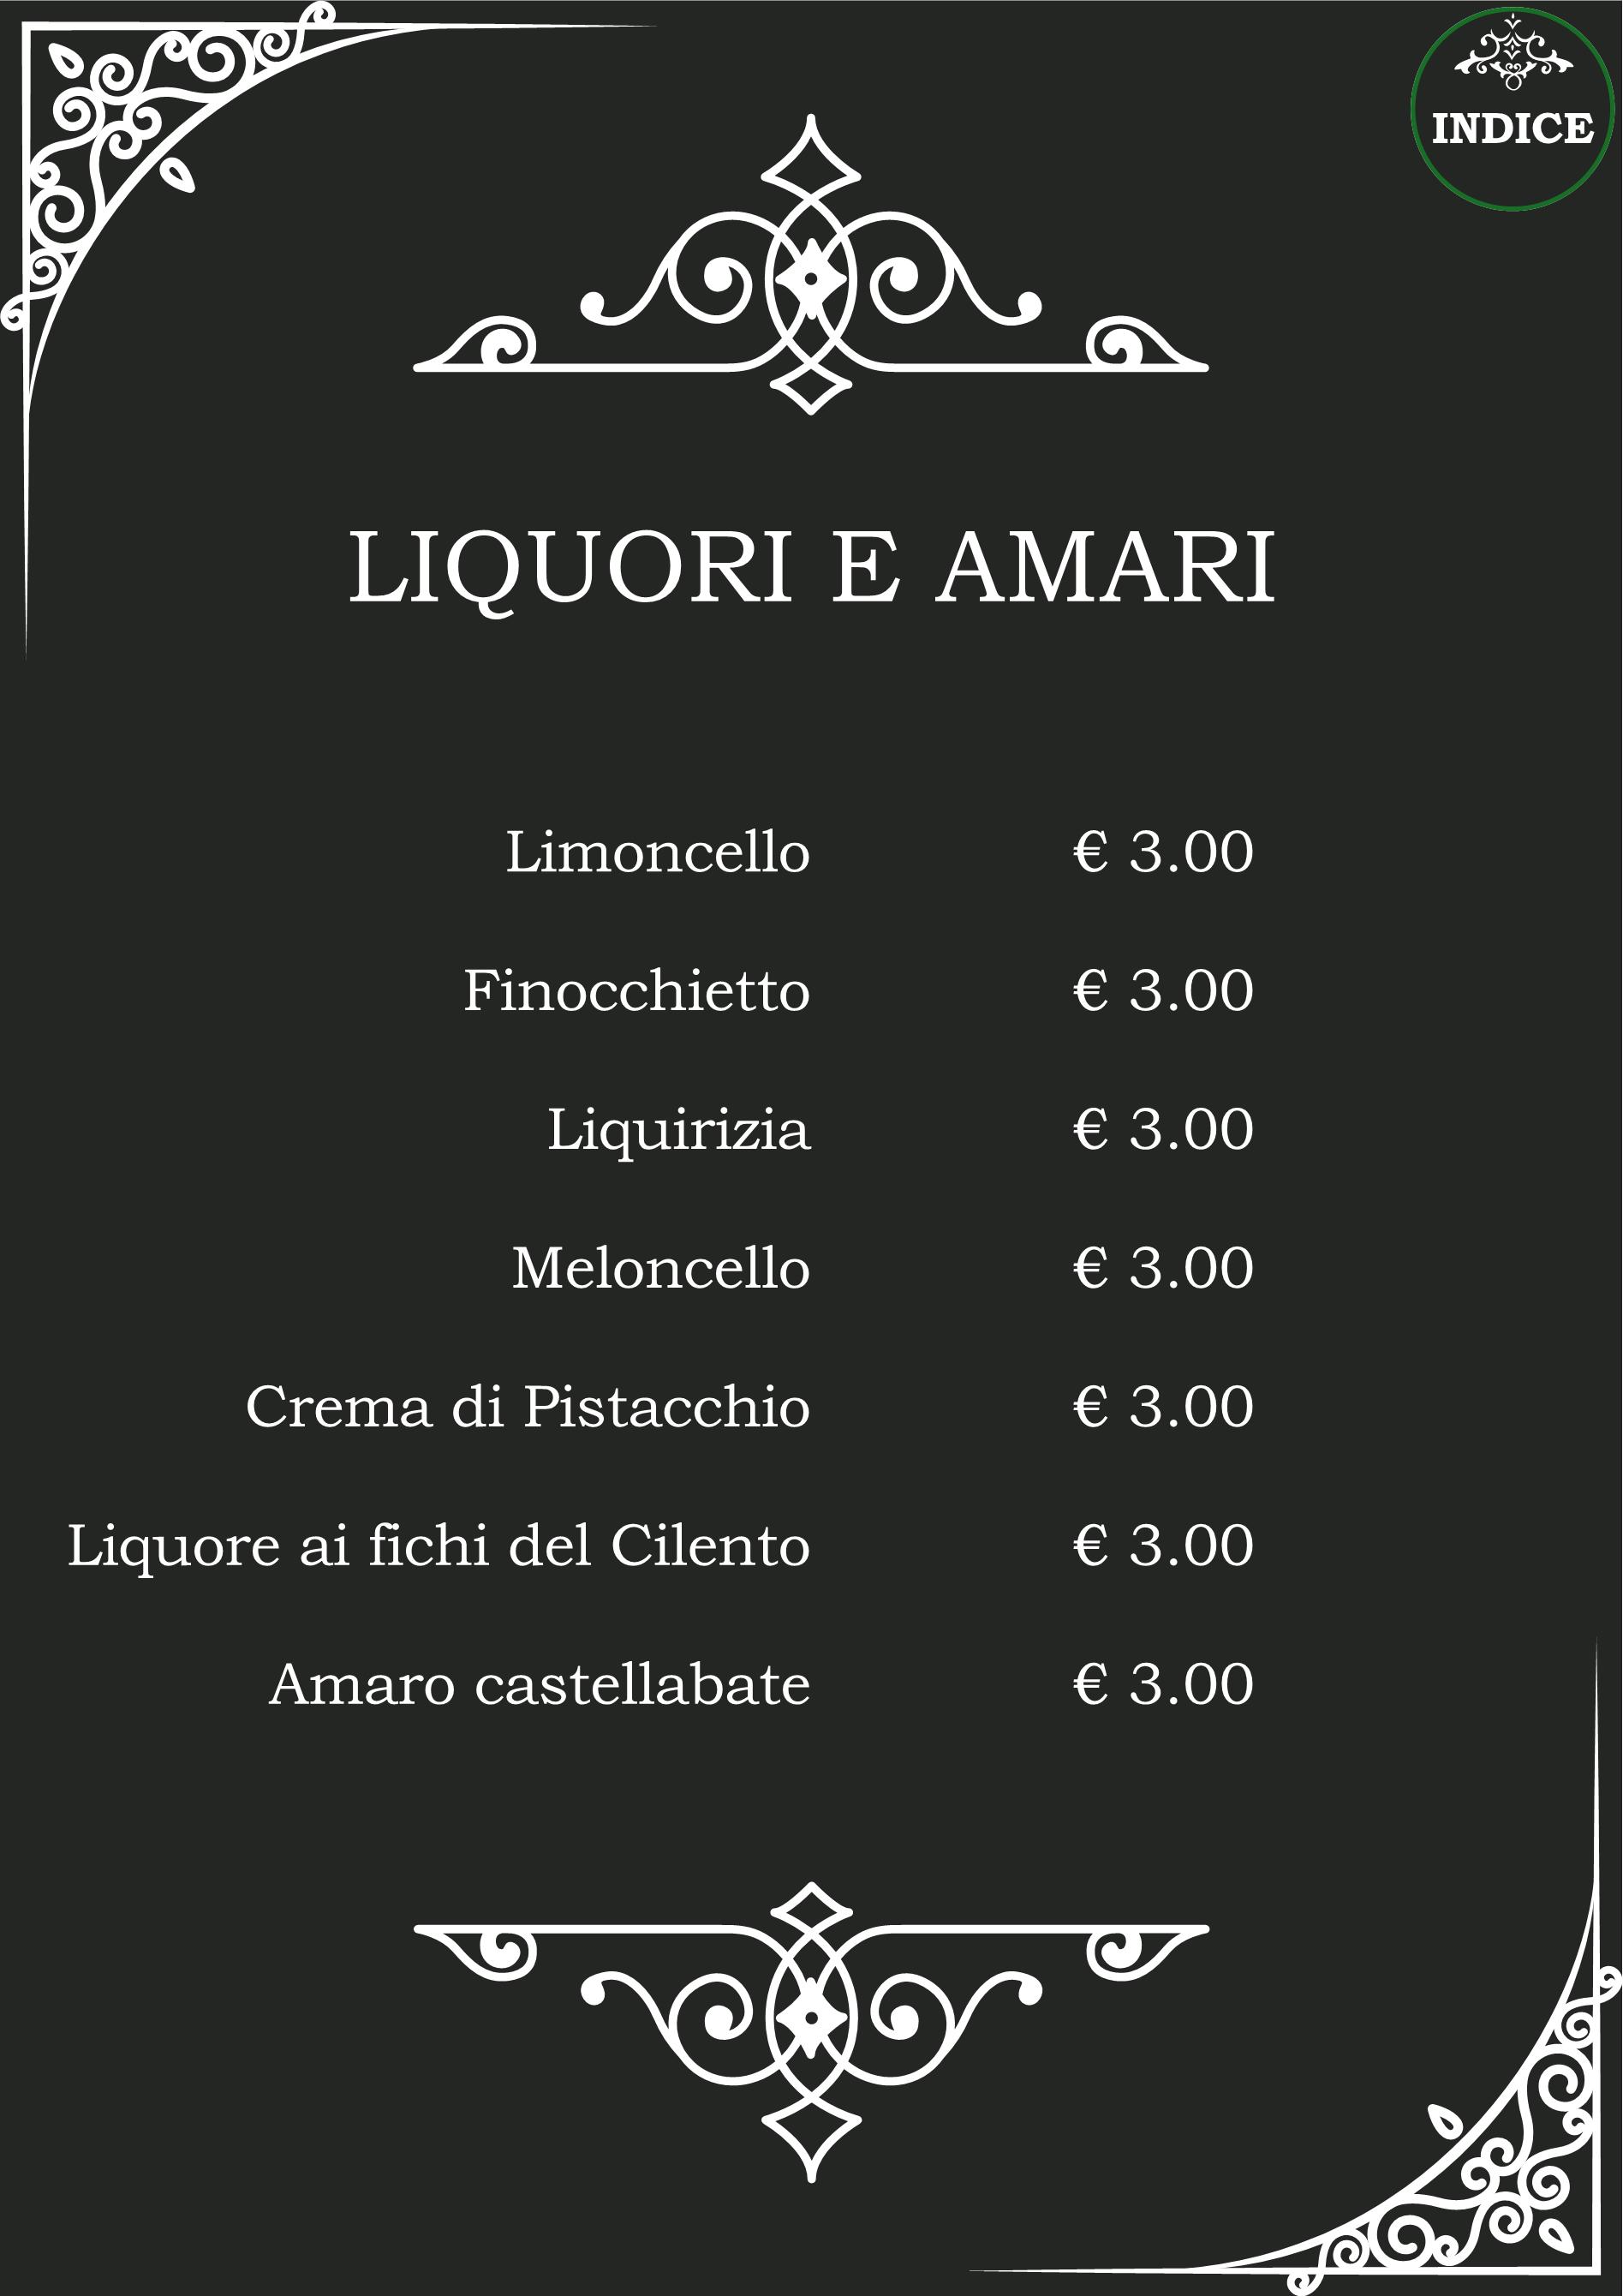 INDICE
LIQUORI E AMARI
Limoncello € 3.00
Finocchietto € 3.00
Liquirizia € 3.00
Meloncello € 3.00
Crema di Pistacchio € 3.00
Liquore ai fichi del Cilento € 3.00
Amaro castellabate € 3.00